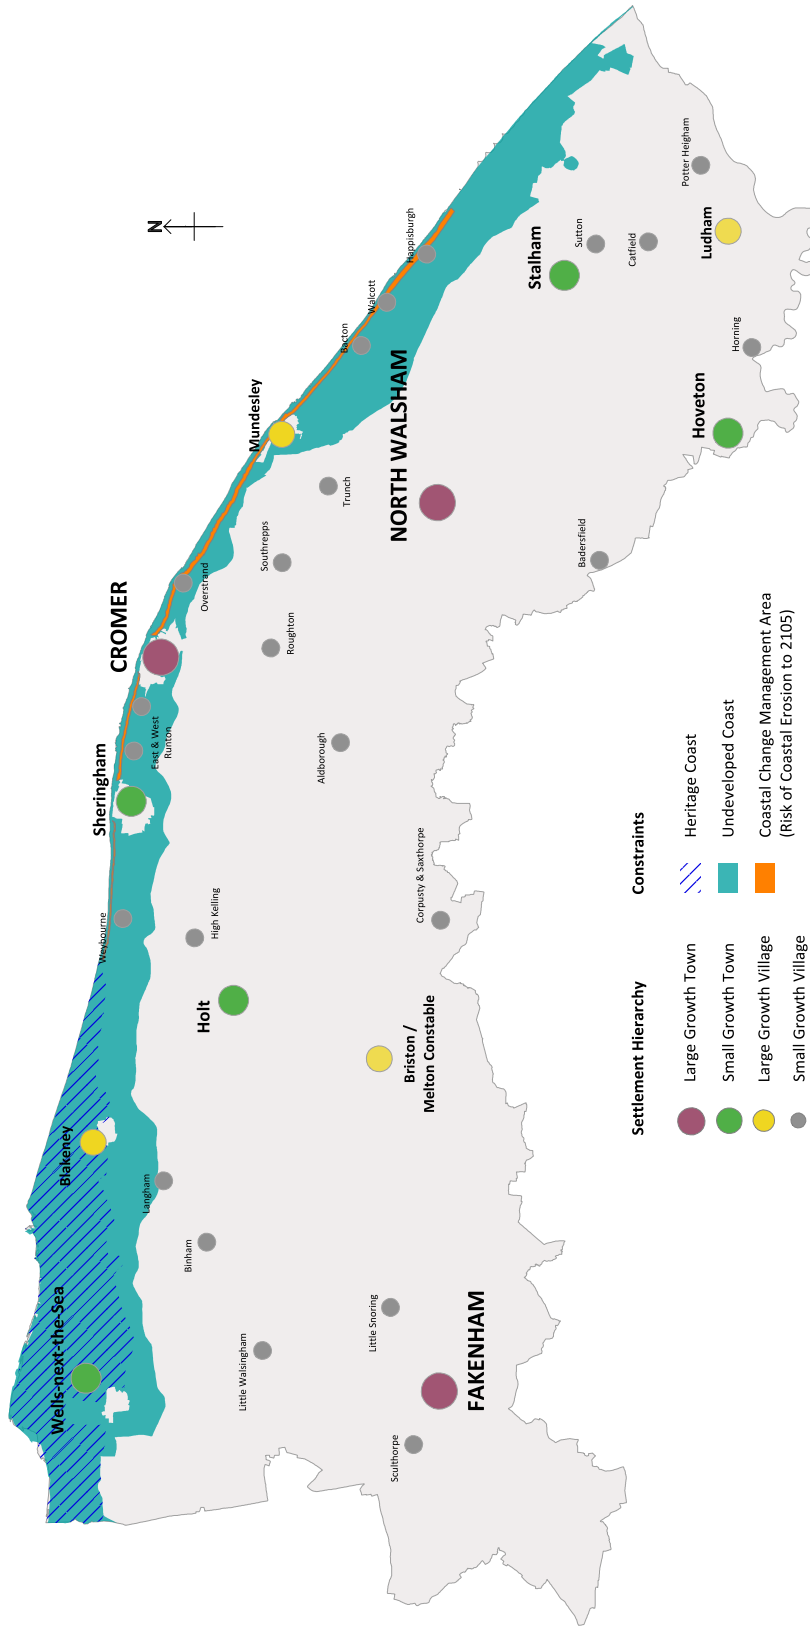 N
Wells-next-the-Sea
Blakeney
Weybourne
Sheringham
East & West
Runton
CROMER
Overstrand
Mundesley
Bacton
Walcott
Happisburgh
Langham
Binham
Holt
High Kelling
Little Walsingham
Roughton
Southrepps
Trunch
Aldborough
NORTH WALSHAM
Little Snoring
Sculthorpe
FAKENHAM
Briston /
Melton Constable
Corpusty & Saxthorpe
Badersfield
Stalham
Sutton
Catfield
Potter Heigham
Ludham
Horning
Hoveton
Settlement Hierarchy
Large Growth Town
Small Growth Town
Large Growth Village
Small Growth Village
Constraints
Heritage Coast
Undeveloped Coast
Coastal Change Management Area
(Risk of Coastal Erosion to 2105)